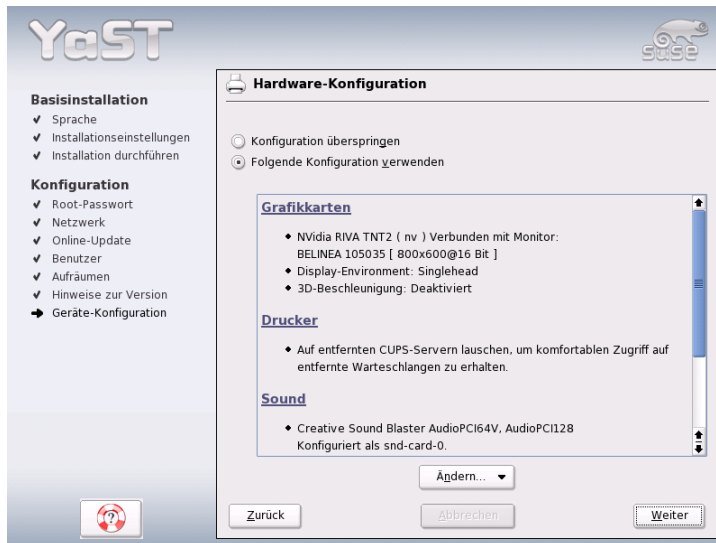 YaST
SUSE
Basisinstallation
Sprache
Installationseinstellungen
Installation durchführen
Konfiguration
Root-Passwort
Netzwerk
Online-Update
Benutzer
Aufräumen
Hinweise zur Version
Geräte-Konfiguration
Hardware-Konfiguration
Konfiguration überspringen
Folgende Konfiguration verwenden
Grafikkarten
NVidia RIVA TNT2 ( nv ) Verbunden mit Monitor:
BELINEA 105035 [ 800x600@16 Bit ]
Display-Environment: Singlehead
3D-Beschleunigung: Deaktiviert
Drucker
Auf entfernten CUPS-Servern lauschen, um komfortablen Zugriff auf
entfernte Warteschlangen zu erhalten.
Sound
Creative Sound Blaster AudioPCI64V, AudioPCI128
Konfiguriert als snd-card-0.
Ändern...
Zurück
Abbrechen
Weiter